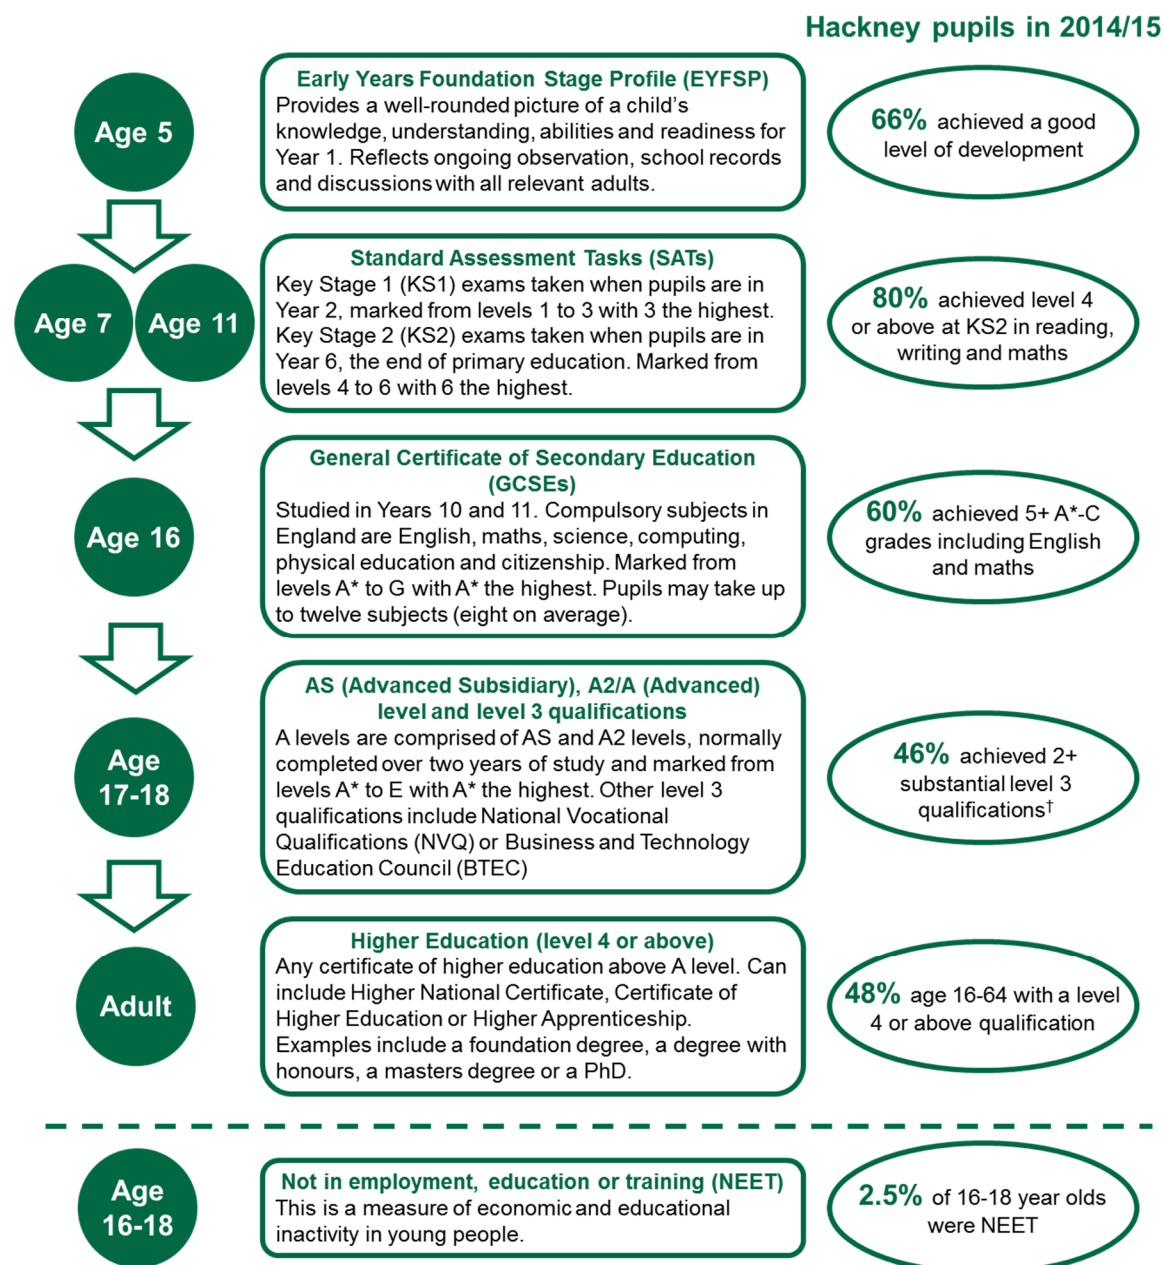 Hackney pupils in 2014/15
Age 5
Early Years Foundation Stage Profile (EYFSP)
Provides a well-rounded picture of a child's
knowledge, understanding, abilities and readiness for
Year 1. Reflects ongoing observation, school records
and discussions with all relevant adults.
66% achieved a good
level of development
Age 7
Age 11
Standard Assessment Tasks (SATs)
Key Stage 1 (KS1) exams taken when pupils are in
Year 2, marked from levels 1 to 3 with 3 the highest.
Key Stage 2 (KS2) exams taken when pupils are in
Year 6, the end of primary education. Marked from
levels 4 to 6 with 6 the highest.
80% achieved level 4
or above at KS2 in reading,
writing and maths
Age 16
General Certificate of Secondary Education
(GCSEs)
Studied in Years 10 and 11. Compulsory subjects in
England are English, maths, science, computing,
physical education and citizenship. Marked from
levels A* to G with A* the highest. Pupils may take up
to twelve subjects (eight on average).
60% achieved 5+ A*-C
grades including English
and maths
Age
17-18
AS (Advanced Subsidiary), A2/A (Advanced)
level and level 3 qualifications
A levels are comprised of AS and A2 levels, normally
completed over two years of study and marked from
levels A* to E with A* the highest. Other level 3
qualifications include National Vocational
Qualifications (NVQ) or Business and Technology
Education Council (BTEC)
46% achieved 2+
substantial level 3
qualifications†
Adult
Higher Education (level 4 or above)
Any certificate of higher education above A level. Can
include Higher National Certificate, Certificate of
Higher Education or Higher Apprenticeship.
Examples include a foundation degree, a degree with
honours, a masters degree or a PhD.
48% age 16-64 with a level
4 or above qualification
Age
16-18
Not in employment, education or training (NEET)
This is a measure of economic and educational
inactivity in young people.
2.5% of 16-18 year olds
were NEET